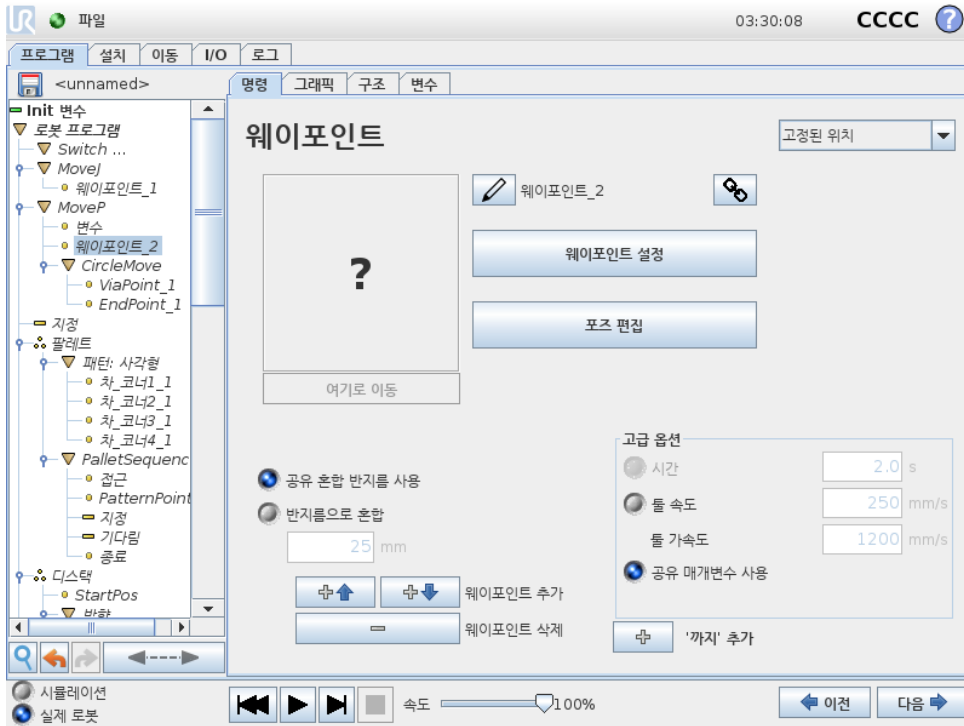 UR 파일 03:30:08 CCCC ?
프로그램 설치 이동 I/O 로그
<unnamed>
명령 그래픽 구조 변수
Init 변수
로봇 프로그램
Switch ...
MoveJ
웨이포인트_1
MoveP
변수
웨이포인트_2
CircleMove
ViaPoint_1
EndPoint_1
지정
팔레트
패턴: 사각형
차_코너1_1
차_코너2_1
차_코너3_1
차_코너4_1
PalletSequenc
접근
PatternPoint
지정
기다림
종료
디스택
StartPos
방향
웨이포인트
고정된 위치
?
웨이포인트_2
웨이포인트 설정
포즈 편집
여기로 이동
공유 혼합 반지름 사용
반지름으로 혼합
25 mm
웨이포인트 추가
웨이포인트 삭제
고급 옵션
시간 2.0 s
툴 속도 250 mm/s
툴 가속도 1200 mm/s
공유 매개변수 사용
'까지' 추가
시뮬레이션
실제 로봇
속도 100%
이전 다음